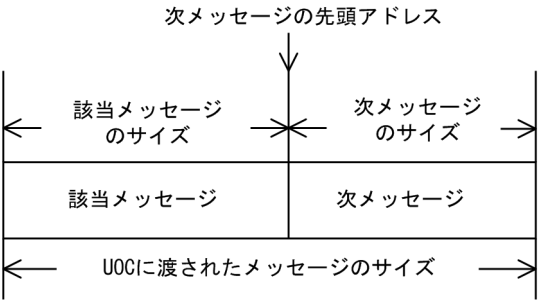 次メッセージの先頭アドレス
該当メッセージ
のサイズ
次メッセージ
のサイズ
該当メッセージ
次メッセージ
UOCに渡されたメッセージのサイズ